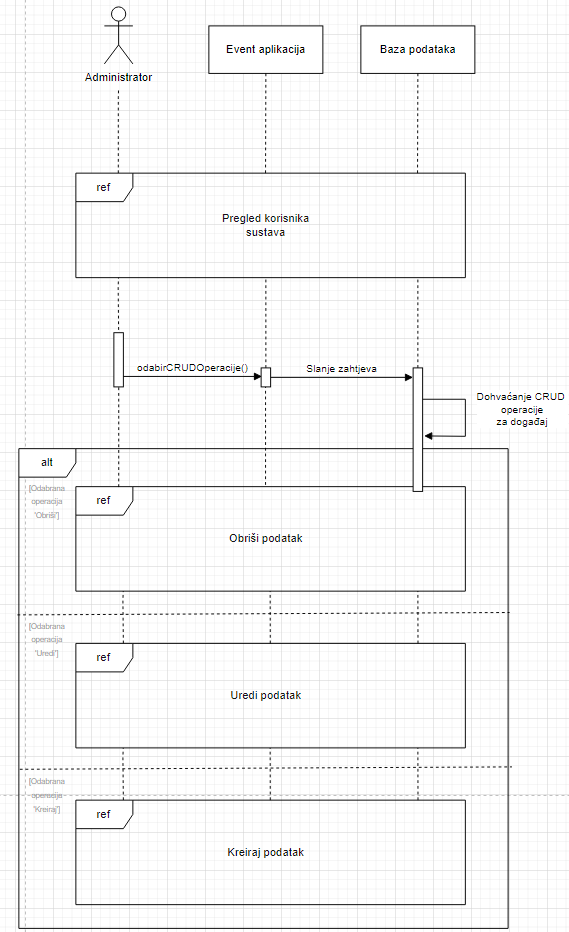 Administrator
Event aplikacija
Baza podataka
ref
Pregled korisnika
sustava
odabirCRUDOperacije()
Slanje zahtjeva
Dohvaćanje CRUD
operacije
za događaj
alt
[Odabrana
operacija
'Obriši']
ref
Obriši podatak
[Odabrana
operacija
'Uredi']
ref
Uredi podatak
[Odabrana
operacija
'Kreiraj']
ref
Kreiraj podatak